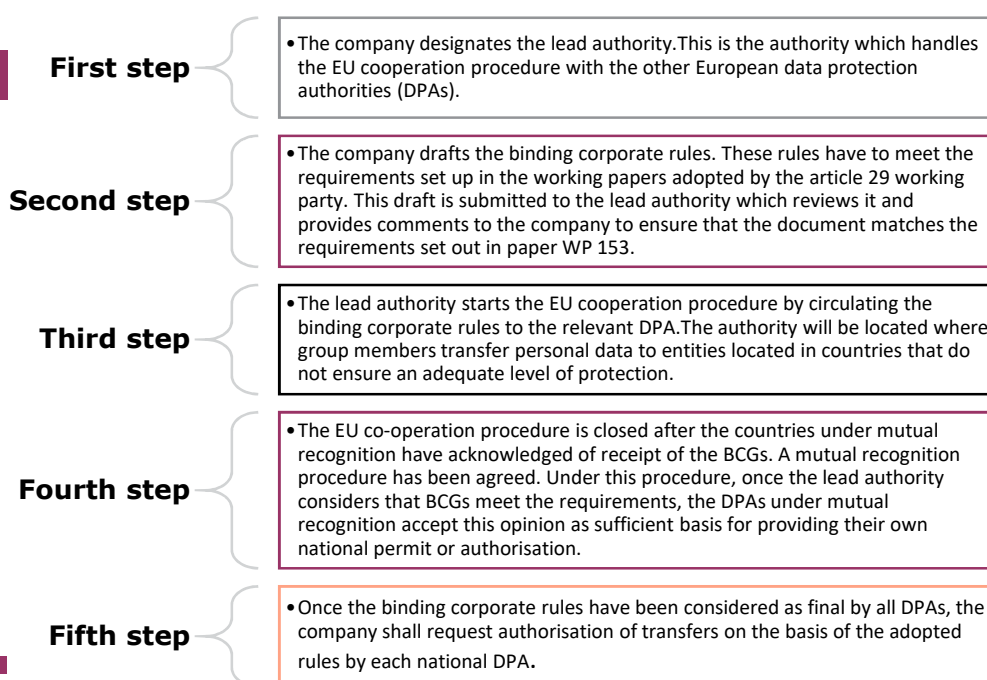 First step
•The company designates the lead authority.This is the authority which handles
the EU cooperation procedure with the other European data protection
authorities (DPAs).
Second step
•The company drafts the binding corporate rules. These rules have to meet the
requirements set up in the working papers adopted by the article 29 working
party. This draft is submitted to the lead authority which reviews it and
provides comments to the company to ensure that the document matches the
requirements set out in paper WP 153.
Third step
•The lead authority starts the EU cooperation procedure by circulating the
binding corporate rules to the relevant DPA.The authority will be located where
group members transfer personal data to entities located in countries that do
not ensure an adequate level of protection.
Fourth step
•The EU co-operation procedure is closed after the countries under mutual
recognition have acknowledged of receipt of the BCGs. A mutual recognition
procedure has been agreed. Under this procedure, once the lead authority
considers that BCGs meet the requirements, the DPAs under mutual
recognition accept this opinion as sufficient basis for providing their own
national permit or authorisation.
Fifth step
•Once the binding corporate rules have been considered as final by all DPAs, the
company shall request authorisation of transfers on the basis of the adopted
rules by each national DPA.